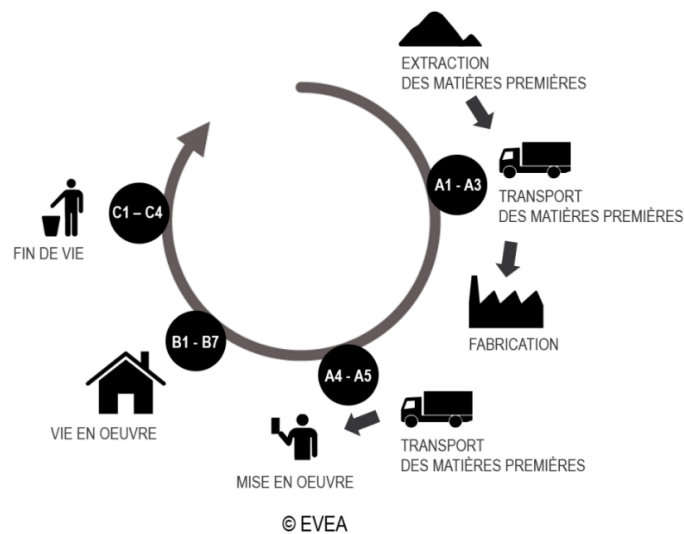 EXTRACTION
DES MATIÈRES PREMIÈRES
A1 - A3
TRANSPORT
DES MATIÈRES PREMIÈRES
FABRICATION
A4 - A5
TRANSPORT
DES MATIÈRES PREMIÈRES
MISE EN OEUVRE
B1 - B7
VIE EN OEUVRE
C1 – C4
FIN DE VIE
© EVEA